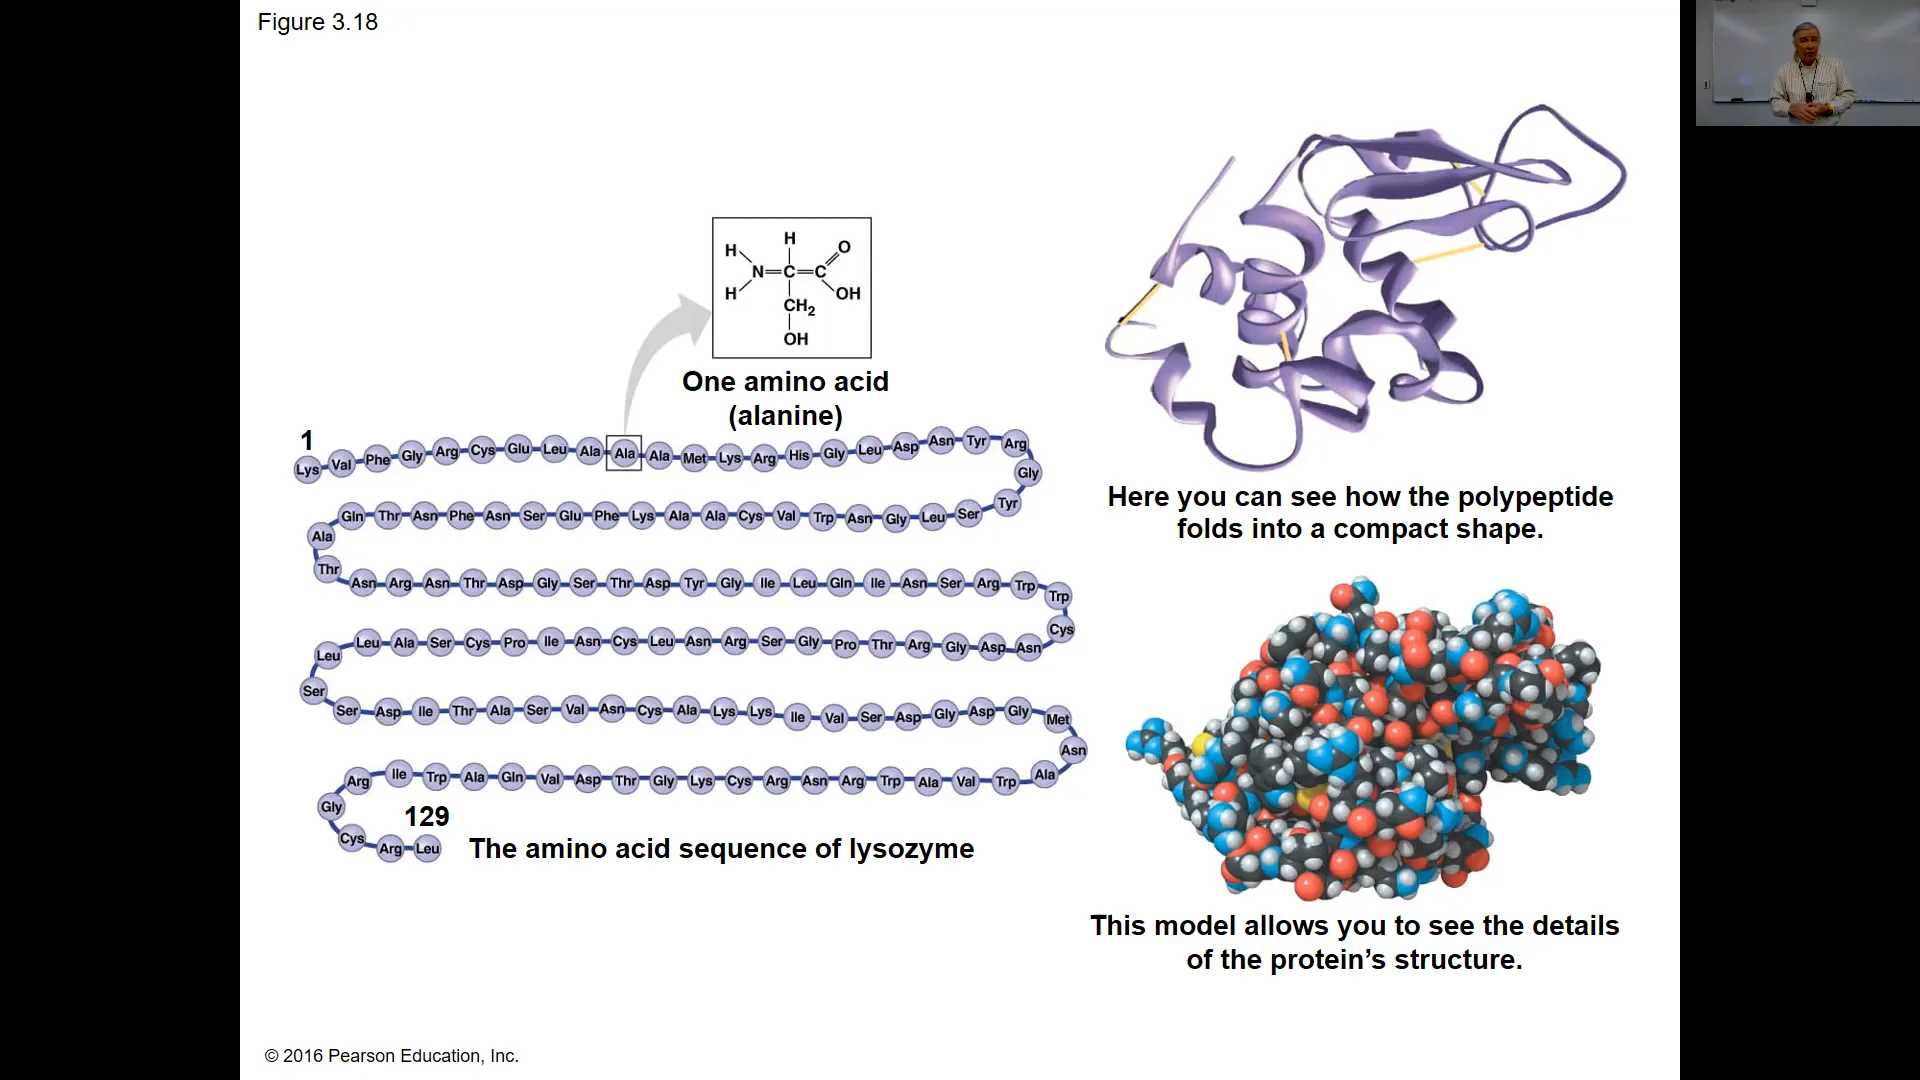 Figure 3.18
H
H
O
N
C
C
H
OH
CH2
OH
One amino acid
(alanine)
1
Lys Val Phe Gly Arg Cys Glu Leu Ala Ala Ala Met Lys Arg His Gly Leu Asp Asn Tyr Arg
Gly
Tyr
Gln Thr Asn Phe Asn Ser Glu Phe Lys Ala Ala Cys Val Trp Asn Gly Leu Ser
Ala
Thr
Asn Arg Asn Thr Asp Gly Ser Thr Asp Tyr Gly Ile Leu Gln Ile Asn Ser Arg Trp Trp
Cys
Leu Leu Ala Ser Cys Pro Ile Asn Cys Leu Asn Arg Ser Gly Pro Thr Arg Gly Asp Asn
Ser
Ser Asp Ile Thr Ala Ser Val Asn Cys Ala Lys Lys Ile Val Ser Asp Gly Asp Gly Met
Asn
Arg Ile Trp Ala Gln Val Asp Thr Gly Lys Cys Arg Asn Arg Trp Ala Val Trp Ala
Gly
129
Cys Arg Leu
The amino acid sequence of lysozyme
Here you can see how the polypeptide
folds into a compact shape.
This model allows you to see the details
of the protein’s structure.
© 2016 Pearson Education, Inc.